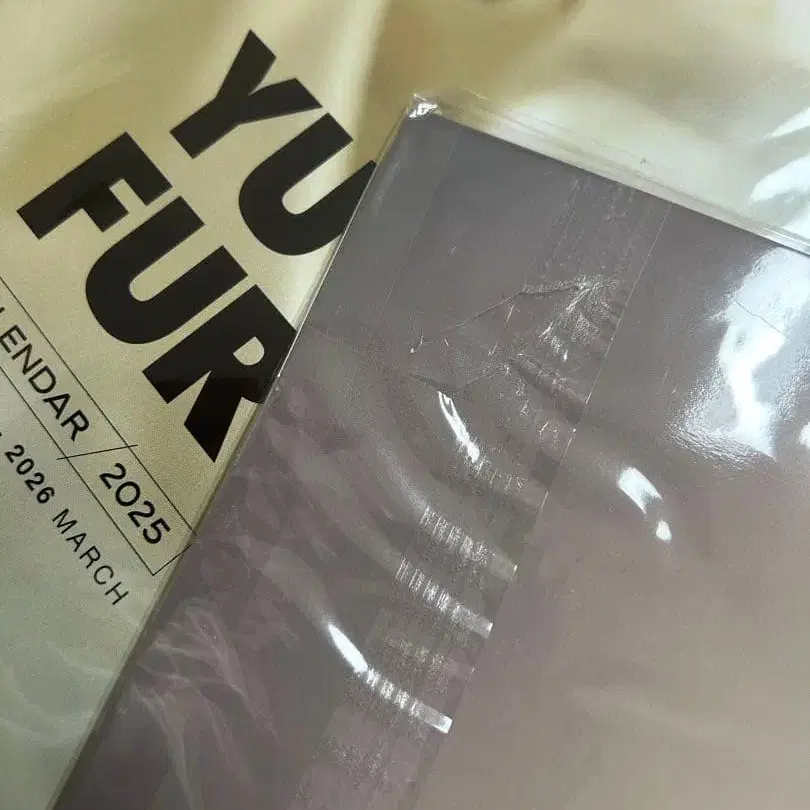 YU
FUR
LENDAR / 2025 /
2026 MARCH